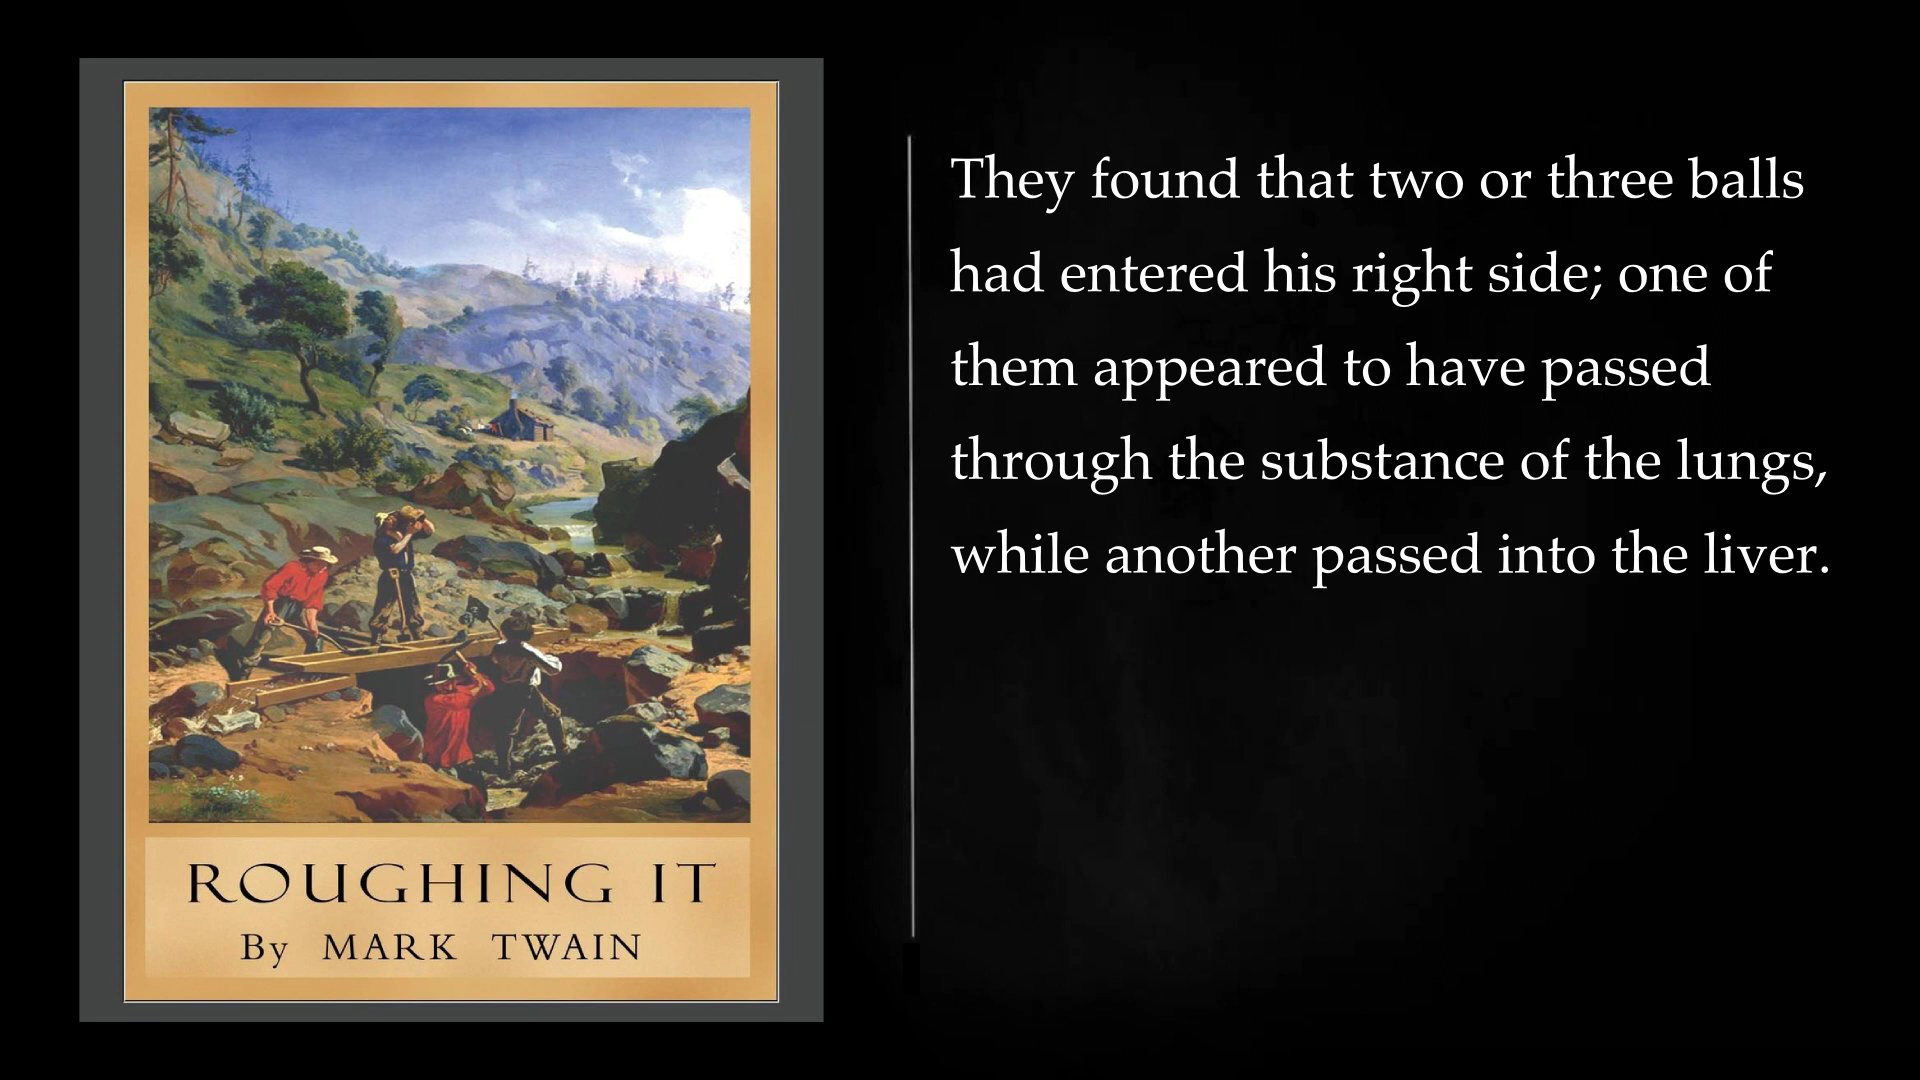 ROUGHING IT
By MARK TWAIN
They found that two or three balls
had entered his right side; one of
them appeared to have passed
through the substance of the lungs,
while another passed into the liver.